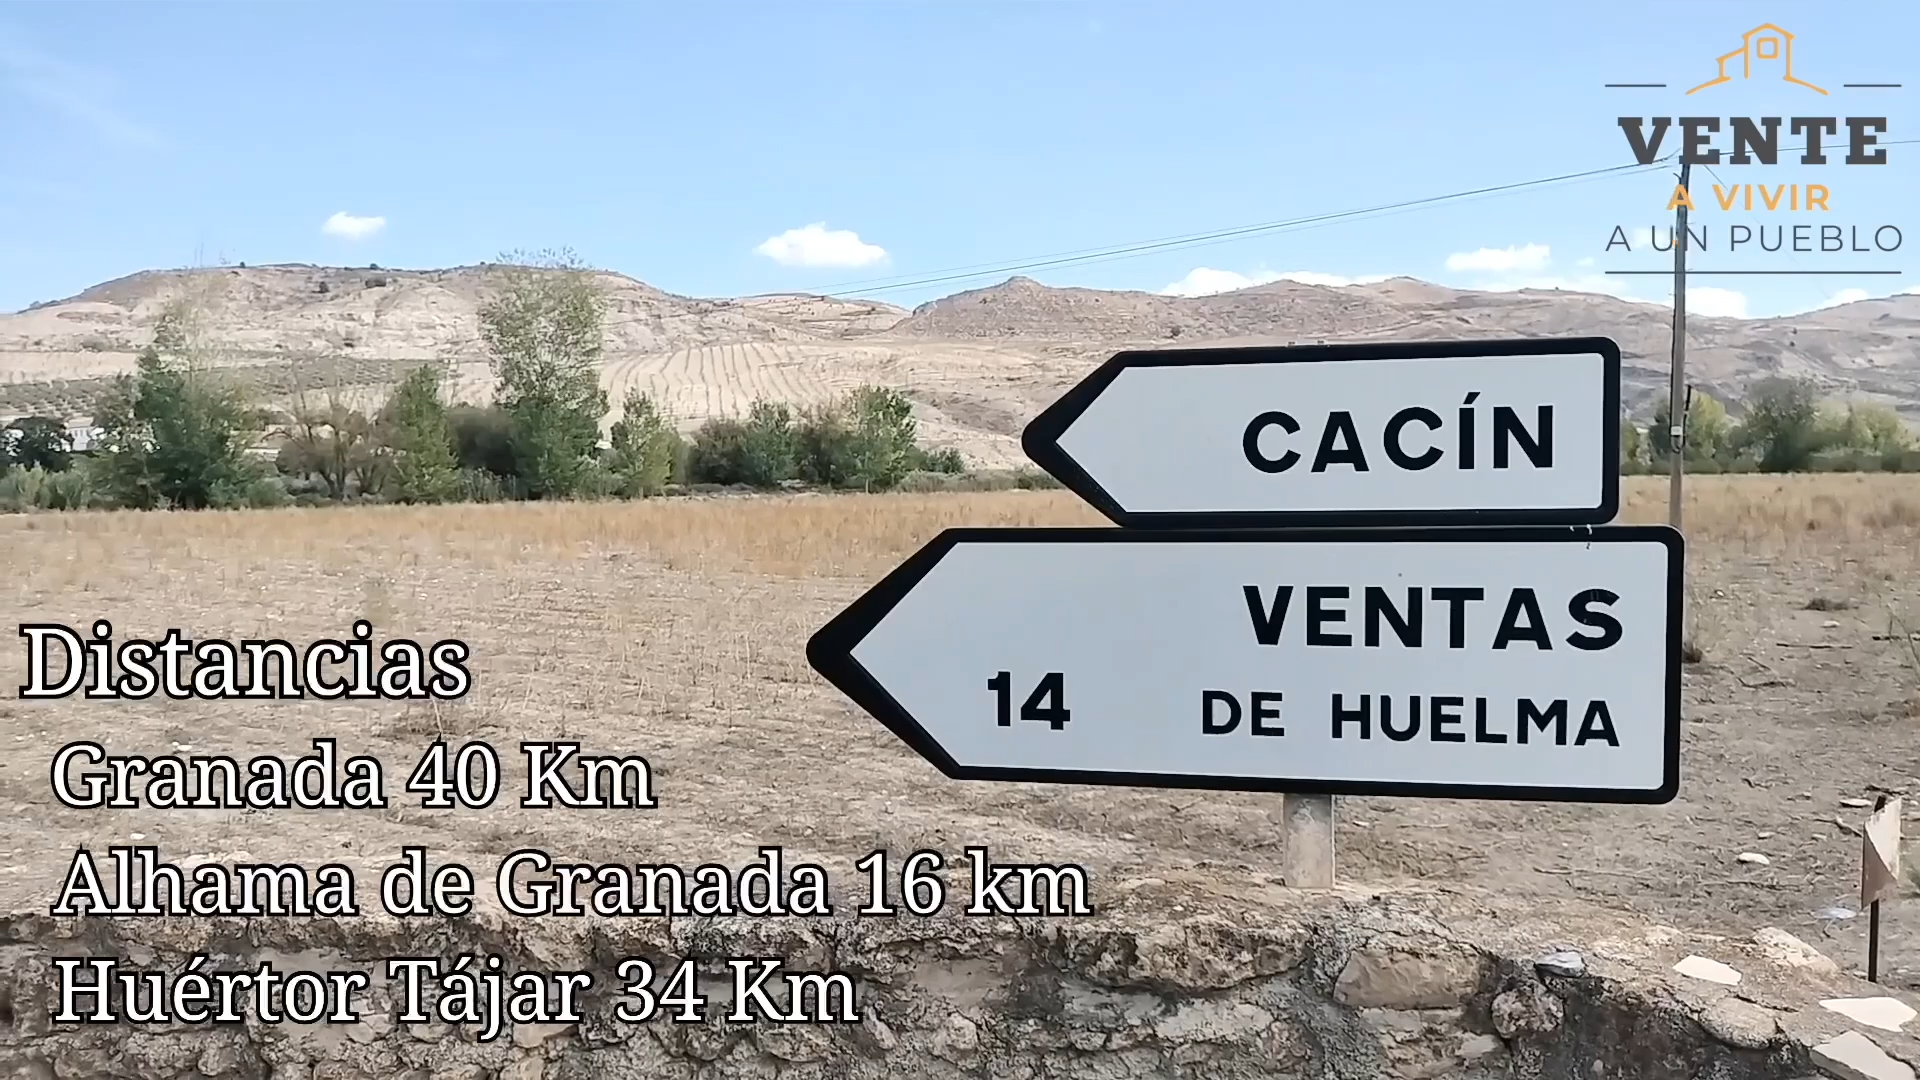 VENTE
A VIVIR
A UN PUEBLO
CACÍN
VENTAS
14 DE HUELMA
Distancias
Granada 40 Km
Alhama de Granada 16 km
Huértor Tájar 34 Km